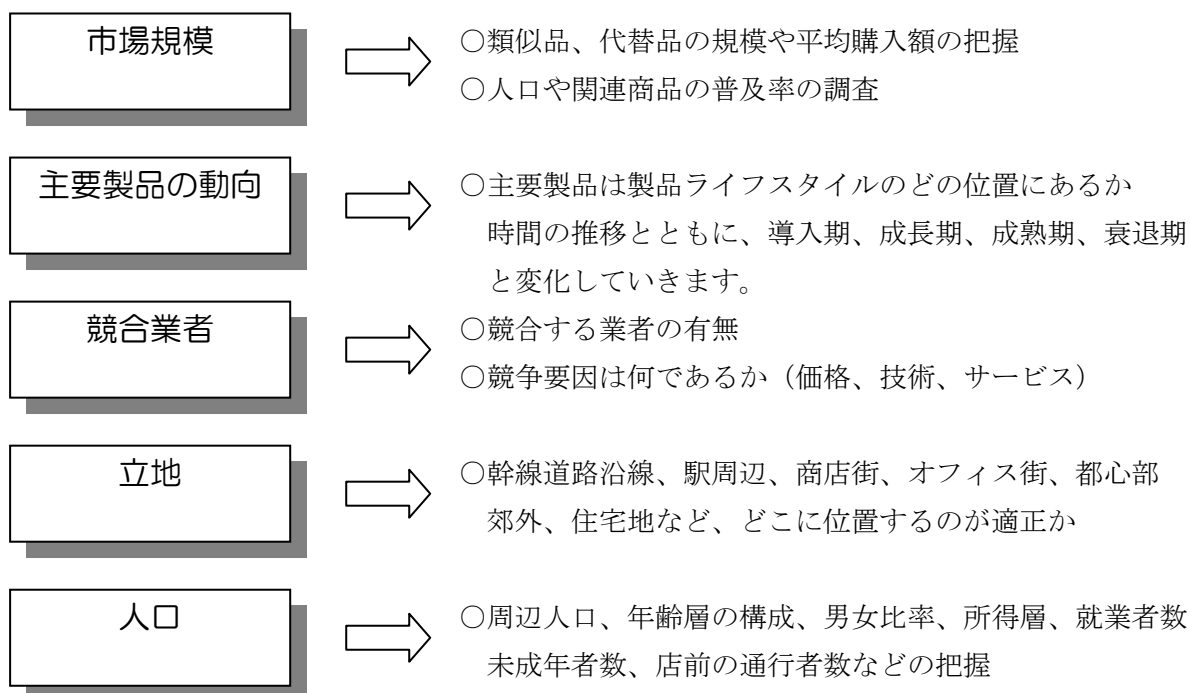 市場規模
○類似品、代替品の規模や平均購入額の把握
○人口や関連商品の普及率の調査
主要製品の動向
○主要製品は製品ライフスタイルのどの位置にあるか
時間の推移とともに、導入期、成長期、成熟期、衰退期
と変化していきます。
競合業者
○競合する業者の有無
○競争要因は何であるか（価格、技術、サービス）
立地
○幹線道路沿線、駅周辺、商店街、オフィス街、都心部
郊外、住宅地など、どこに位置するのが適正か
人口
○周辺人口、年齢層の構成、男女比率、所得層、就業者数
未成年者数、店前の通行者数などの把握